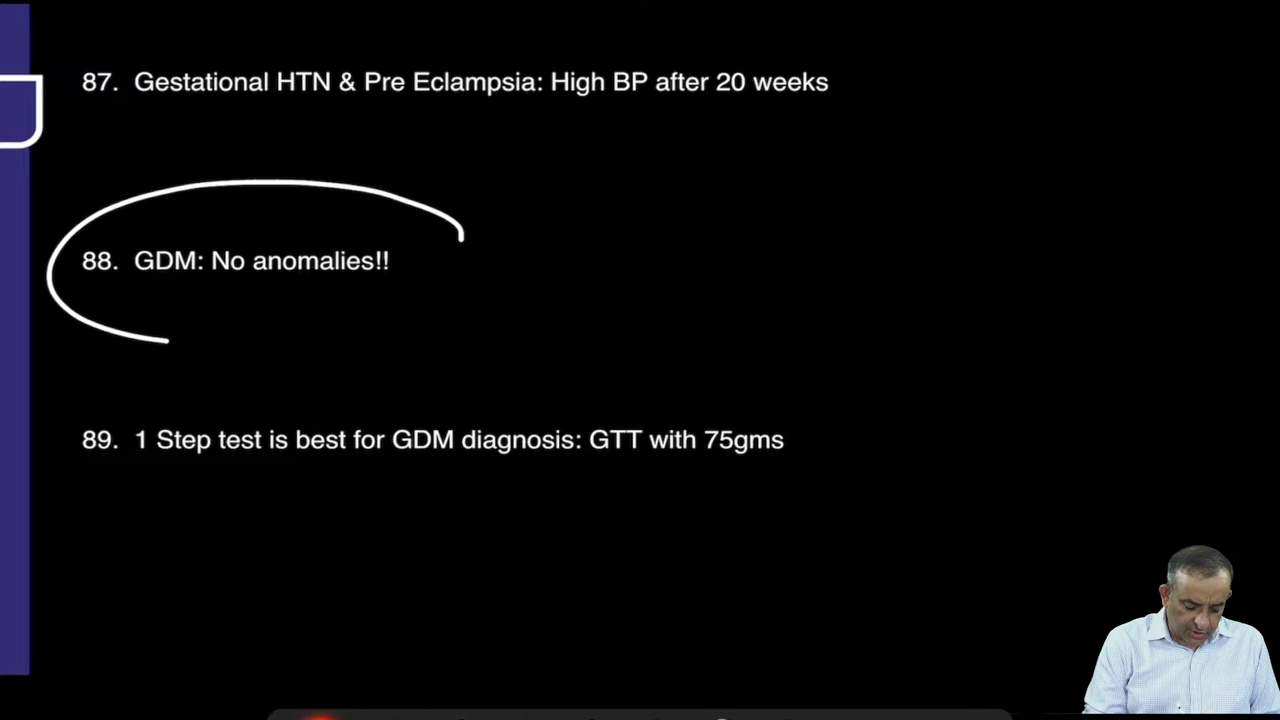 87. Gestational HTN & Pre Eclampsia: High BP after 20 weeks
88. GDM: No anomalies!!
89. 1 Step test is best for GDM diagnosis: GTT with 75gms